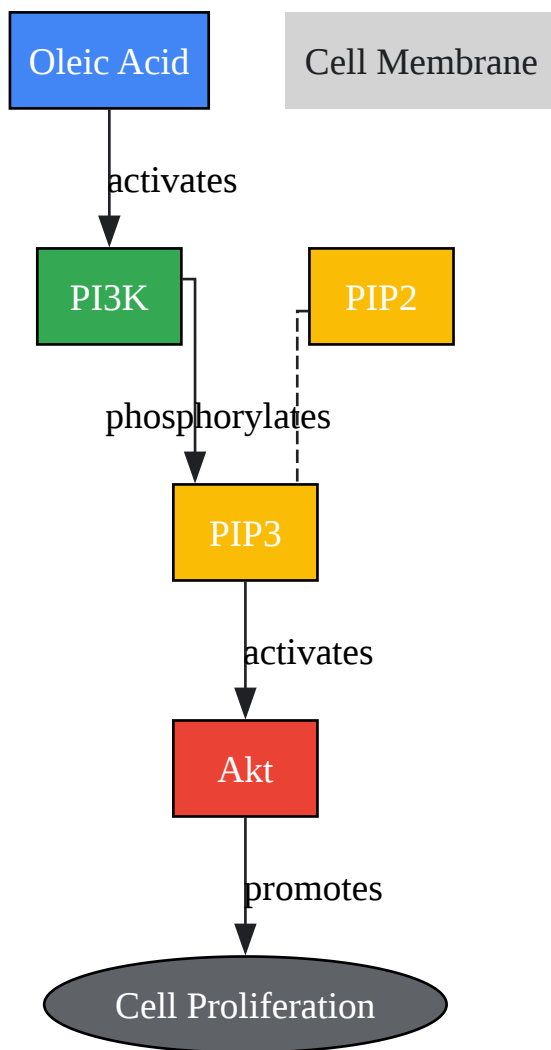 Oleic Acid
Cell Membrane
activates
PI3K
PIP2
phosphorylates
PIP3
activates
Akt
promotes
Cell Proliferation